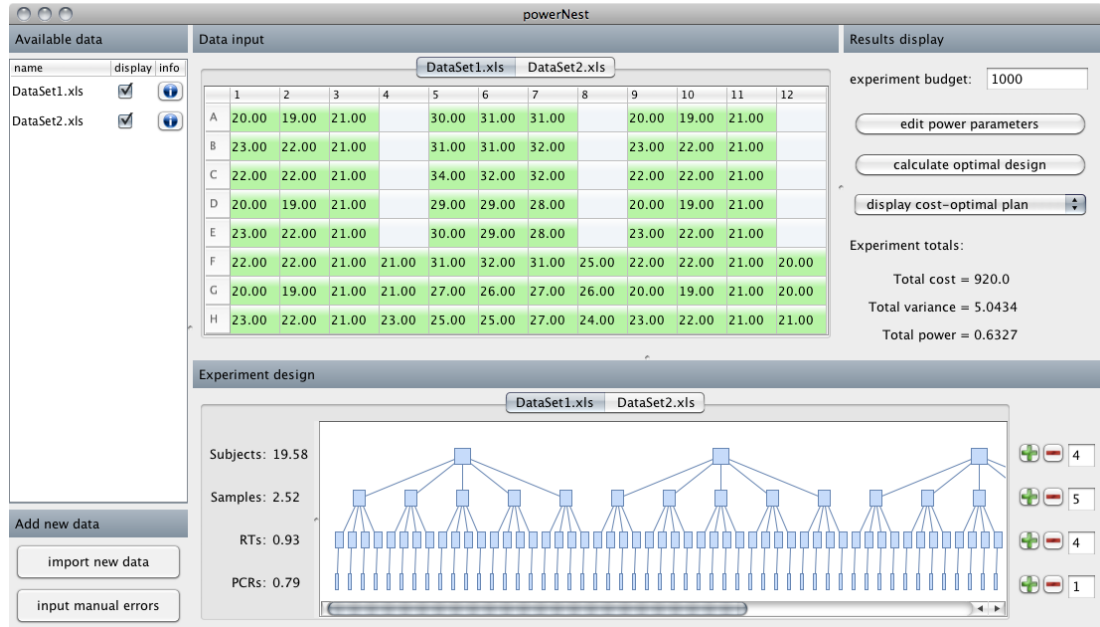 powerNest
Available data
Data input
Results display
name display info
DataSet1.xls
DataSet2.xls
DataSet1.xls DataSet2.xls
1 2 3 4 5 6 7 8 9 10 11 12
A 20.00 19.00 21.00 30.00 31.00 31.00 20.00 19.00 21.00
B 23.00 22.00 21.00 31.00 31.00 32.00 23.00 22.00 21.00
C 22.00 22.00 21.00 34.00 32.00 32.00 22.00 22.00 21.00
D 20.00 19.00 21.00 29.00 29.00 28.00 20.00 19.00 21.00
E 23.00 22.00 21.00 30.00 29.00 28.00 23.00 22.00 21.00
F 22.00 22.00 21.00 21.00 31.00 32.00 31.00 25.00 22.00 22.00 21.00 20.00
G 20.00 19.00 21.00 21.00 27.00 26.00 27.00 26.00 20.00 19.00 21.00 20.00
H 23.00 22.00 21.00 23.00 25.00 25.00 27.00 24.00 23.00 22.00 21.00 21.00
experiment budget: 1000
edit power parameters
calculate optimal design
display cost-optimal plan
Experiment totals:
Total cost = 920.0
Total variance = 5.0434
Total power = 0.6327
Experiment design
DataSet1.xls DataSet2.xls
Subjects: 19.58 4
Samples: 2.52 5
RTs: 0.93 4
PCRs: 0.79 1
Add new data
import new data
input manual errors